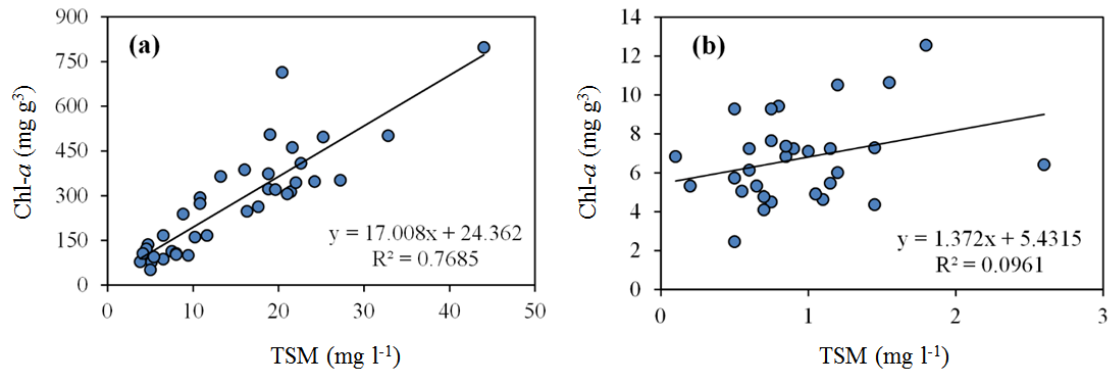 (a)
Chl-a (mg g³)
900
750
600
450
300
150
0
y = 17.008x + 24.362
R² = 0.7685
0 10 20 30 40 50
TSM (mg l⁻¹)
(b)
Chl-a (mg g³)
14
12
10
8
6
4
2
0
y = 1.372x + 5.4315
R² = 0.0961
0 1 2 3
TSM (mg l⁻¹)